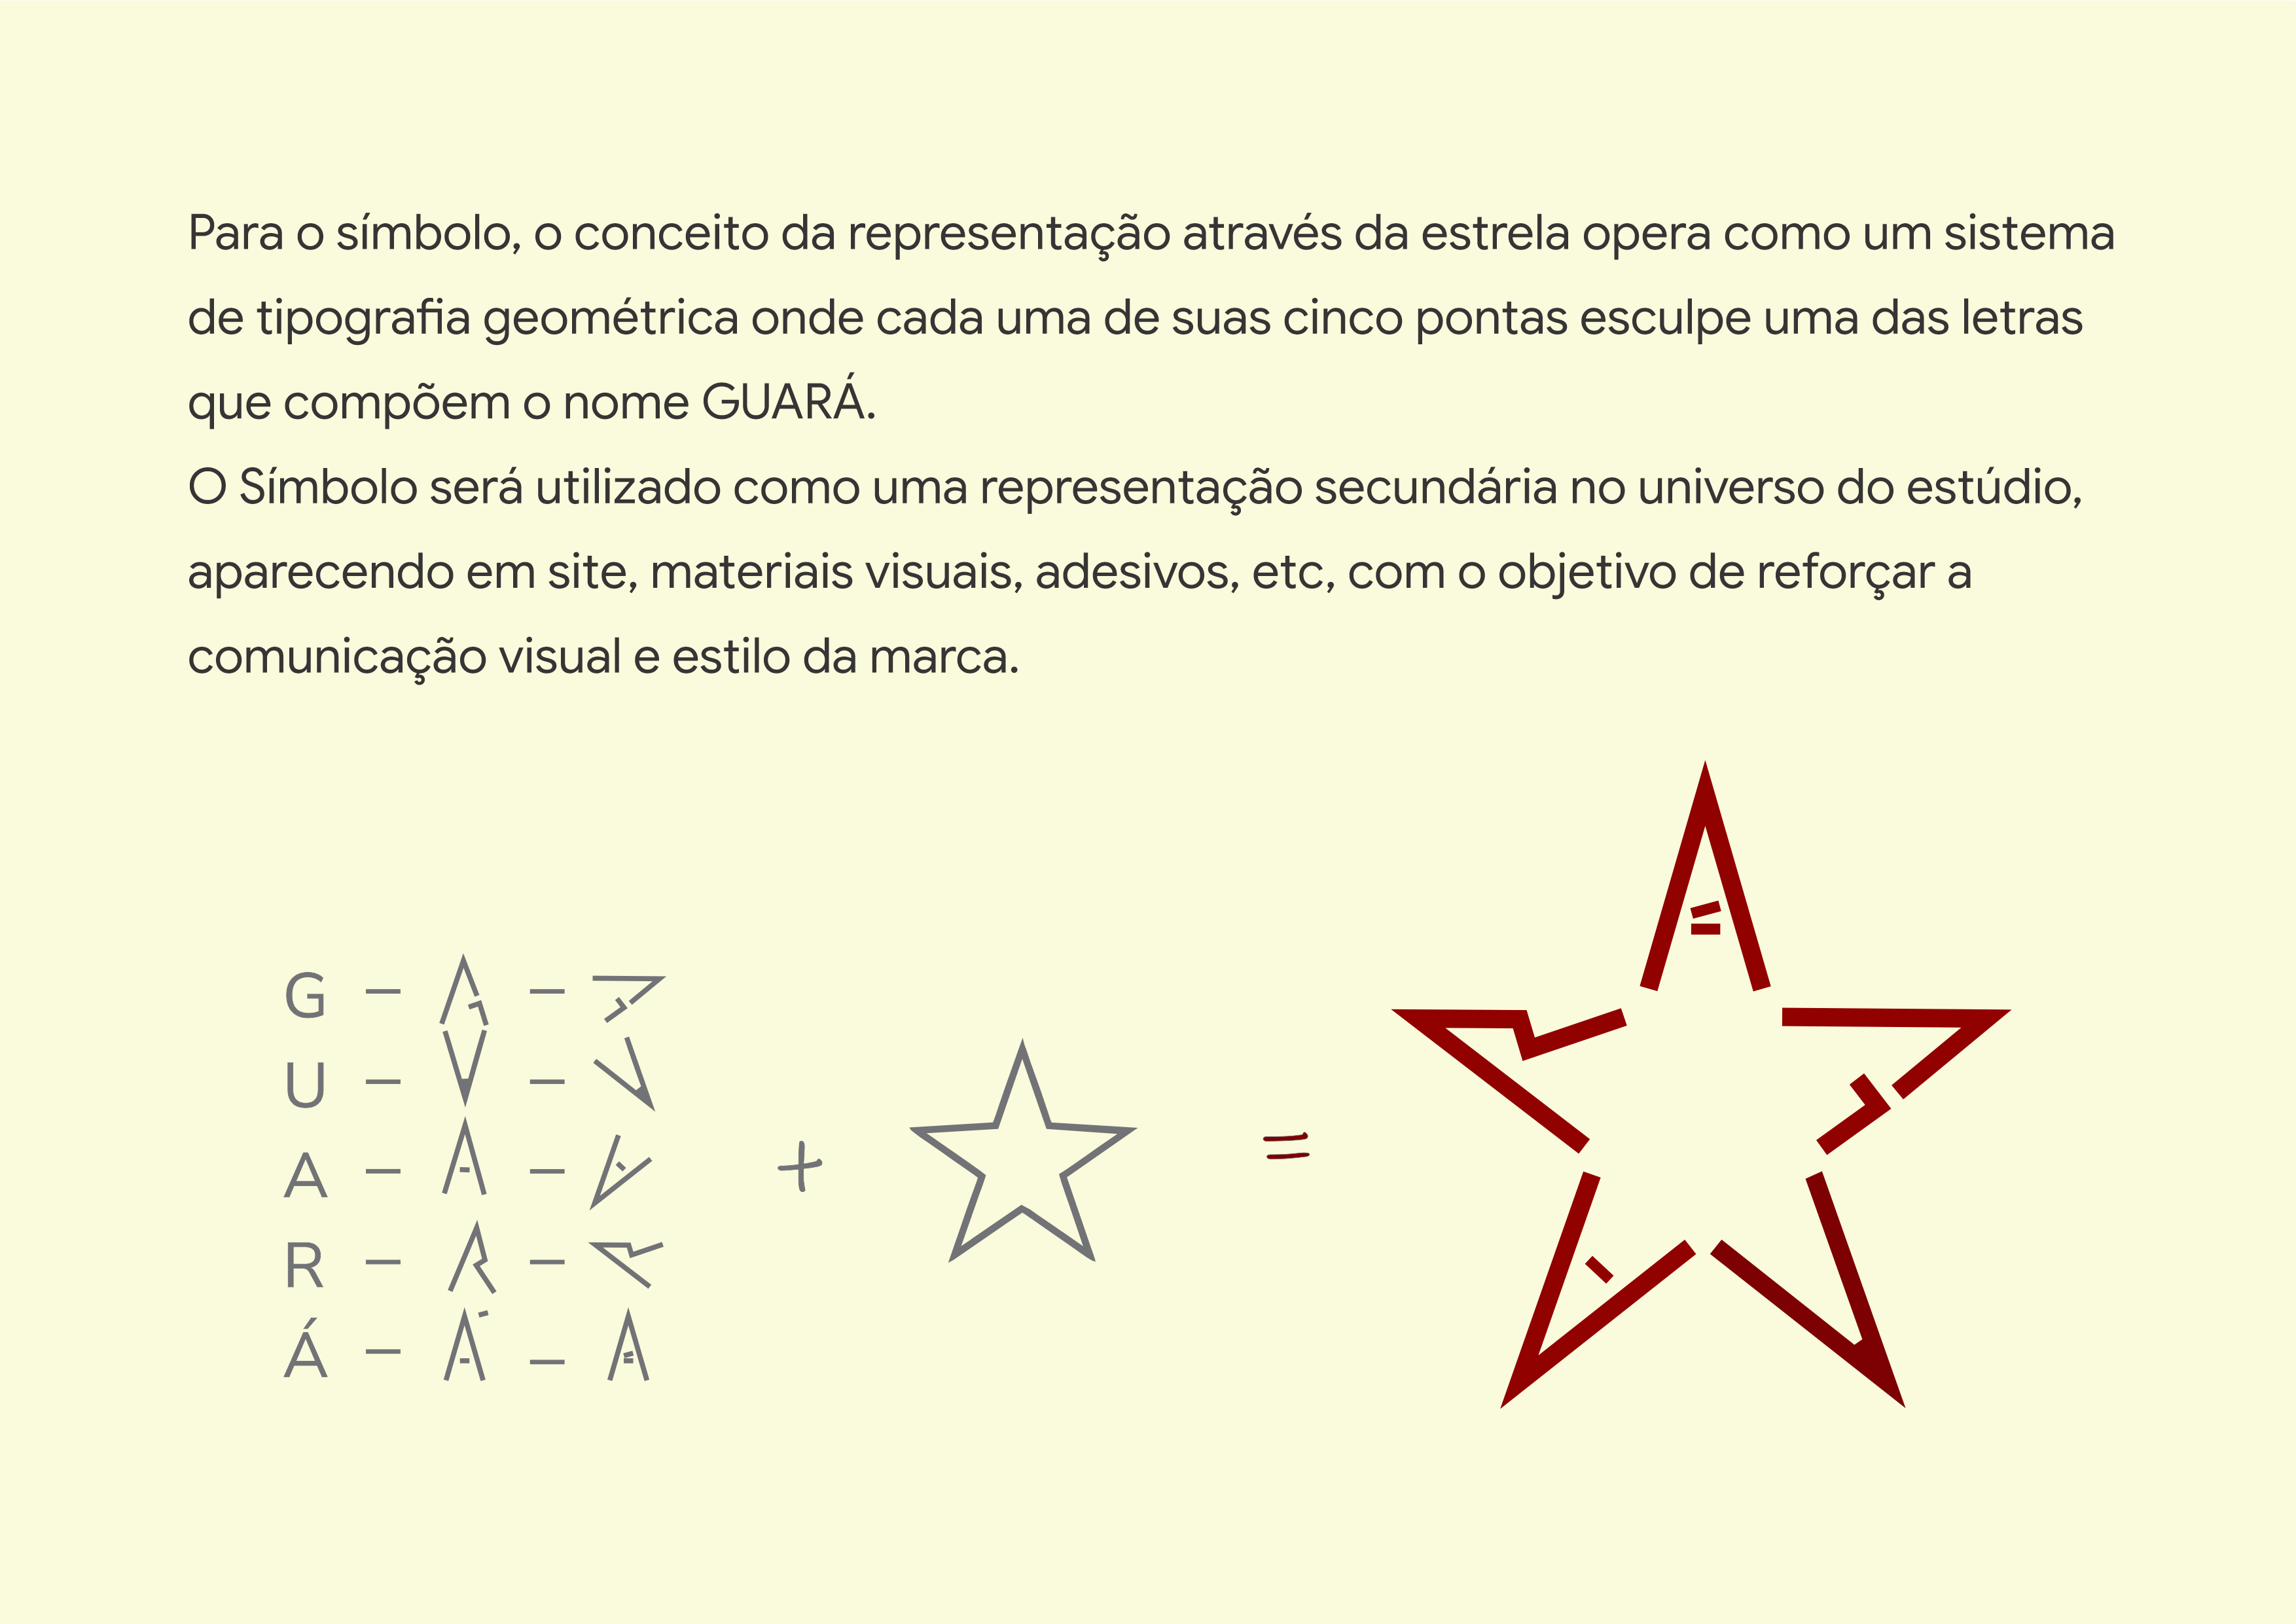 Para o símbolo, o conceito da representação através da estrela opera como um sistema
de tipografia geométrica onde cada uma de suas cinco pontas esculpe uma das letras
que compõem o nome GUARÁ.
O Símbolo será utilizado como uma representação secundária no universo do estúdio,
aparecendo em site, materiais visuais, adesivos, etc, com o objetivo de reforçar a
comunicação visual e estilo da marca.
G – –
U – –
A – –
R – –
Á – –
+ =